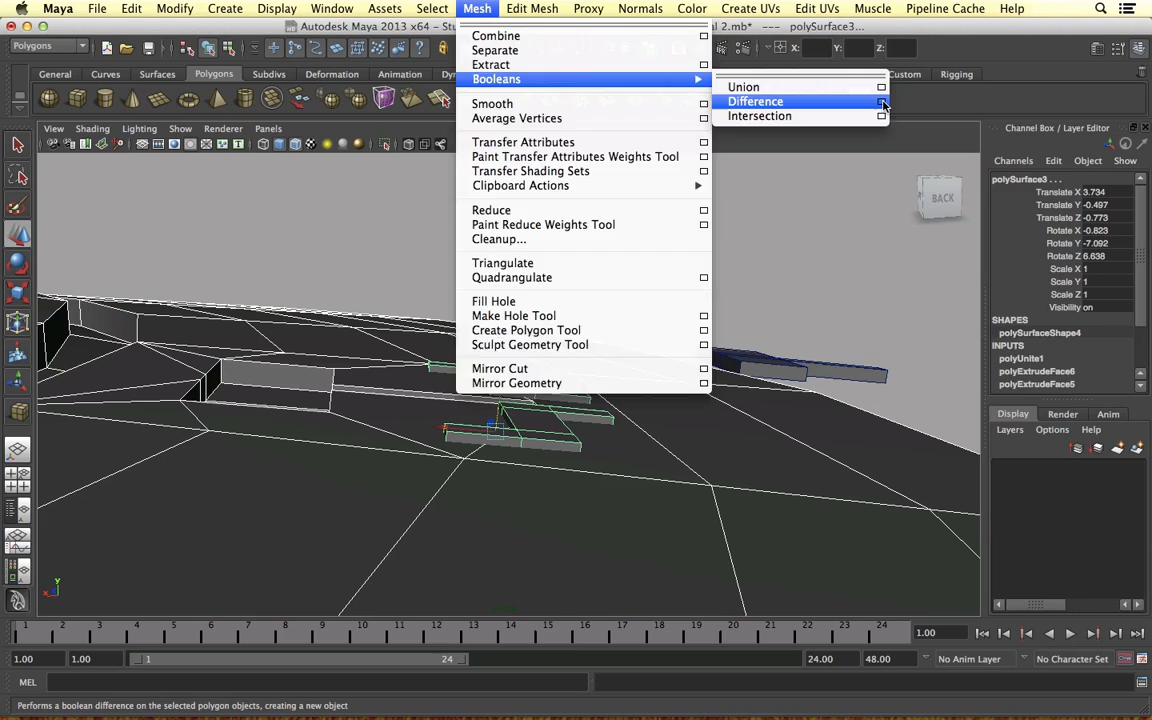 Maya File Edit Modify Create Display Window Assets Select Mesh Edit Mesh Proxy Normals Color Create UVs Edit UVs Muscle Pipeline Cache Help
Autodesk Maya 2013 x64 - 
al 2.mb* --- polySurface3...
Polygons
X: Y: Z:
General Curves Surfaces Polygons Subdivs Deformation Animation
Custom Rigging
View Shading Lighting Show Renderer Panels
Combine
Separate
Extract
Booleans
Smooth
Average Vertices
Transfer Attributes
Paint Transfer Attributes Weights Tool
Transfer Shading Sets
Clipboard Actions
Reduce
Paint Reduce Weights Tool
Cleanup...
Triangulate
Quadrangulate
Fill Hole
Make Hole Tool
Create Polygon Tool
Sculpt Geometry Tool
Mirror Cut
Mirror Geometry
Union
Difference
Intersection
BACK
Channel Box / Layer Editor
Channels Edit Object Show
polySurface3 . . .
Translate X 3.734
Translate Y -0.497
Translate Z -0.773
Rotate X -0.823
Rotate Y -7.092
Rotate Z 6.638
Scale X 1
Scale Y 1
Scale Z 1
Visibility on
SHAPES
polySurfaceShape4
INPUTS
polyUnite1
polyExtrudeFace6
polyExtrudeFace5
Display Render Anim
Layers Options Help
y
x
1 2 3 4 5 6 7 8 9 10 11 12 13 14 15 16 17 18 19 20 21 22 23 24
1.00
1.00 1.00 1 24 24.00 48.00 No Anim Layer No Character Set
MEL
Performs a boolean difference on the selected polygon objects, creating a new object